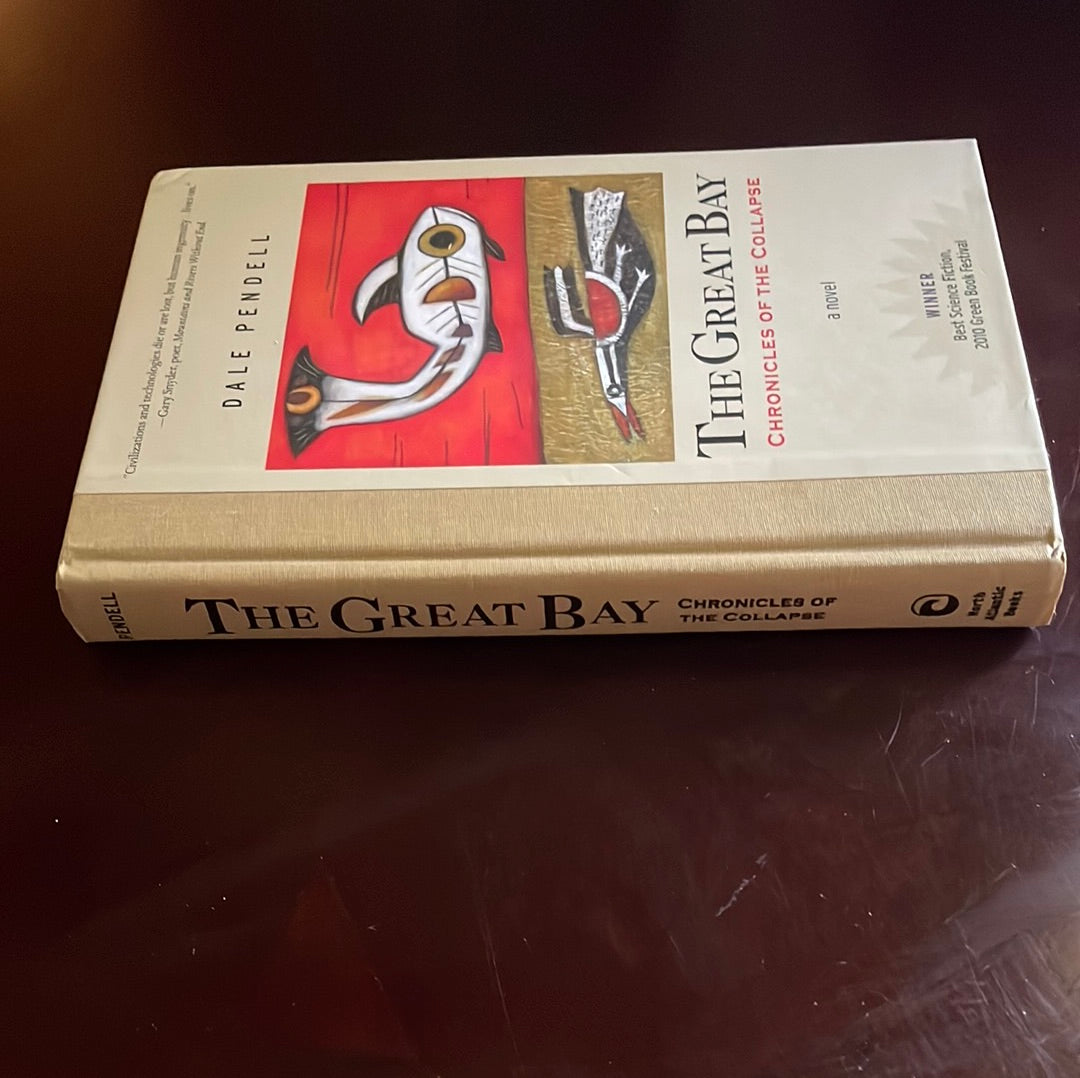 "Civilizations and technologies die or are lost, but human ingenuity lives on."
—Gary Snyder, poet, Mountains and Rivers Without End
DALE PENDELL
THE GREAT BAY
CHRONICLES OF THE COLLAPSE
a novel
WINNER
Best Science Fiction,
2010 Green Book Festival
PENDELL
THE GREAT BAY
CHRONICLES OF
THE COLLAPSE
North
Atlantic
Books